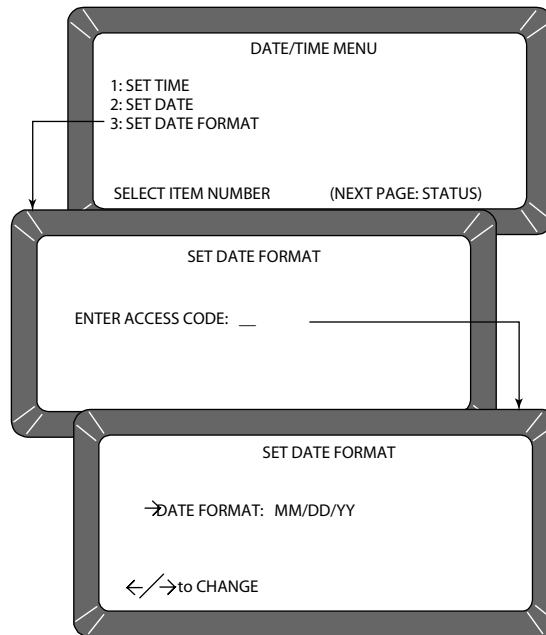 DATE/TIME MENU
1: SET TIME
2: SET DATE
3: SET DATE FORMAT
SELECT ITEM NUMBER (NEXT PAGE: STATUS)
SET DATE FORMAT
ENTER ACCESS CODE: __
SET DATE FORMAT
→DATE FORMAT: MM/DD/YY
←/→to CHANGE